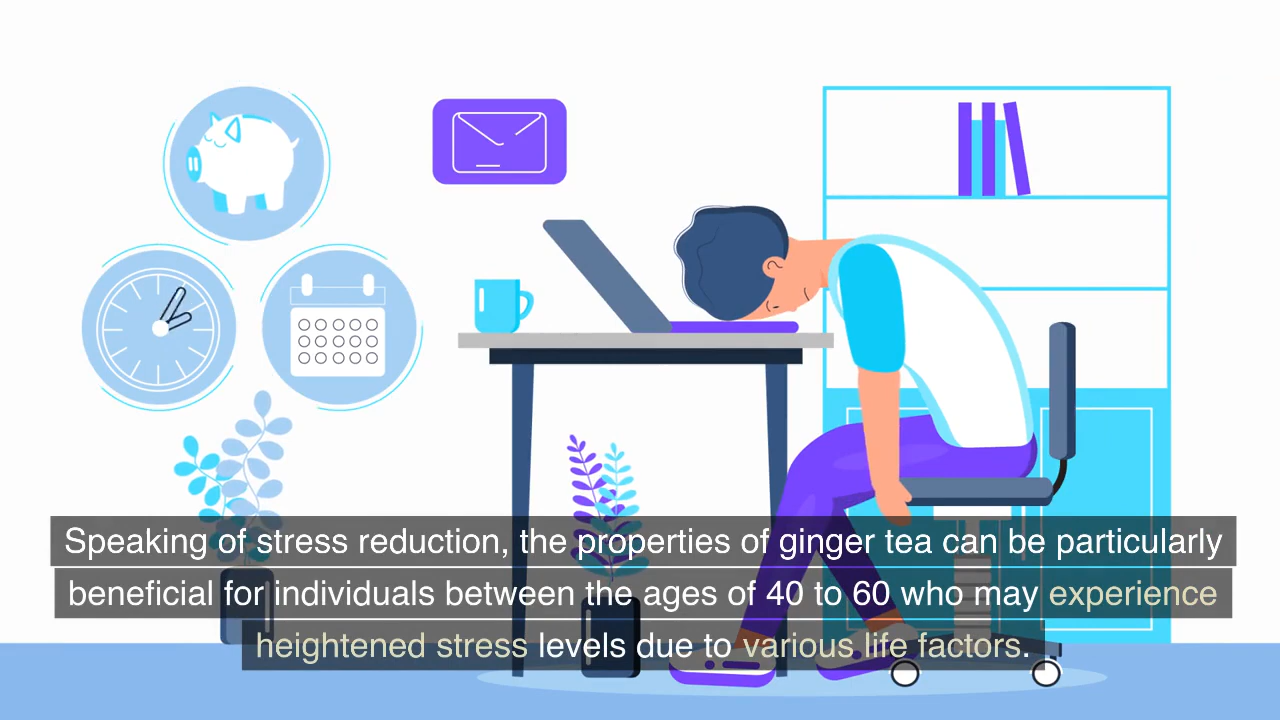 Speaking of stress reduction, the properties of ginger tea can be particularly
beneficial for individuals between the ages of 40 to 60 who may experience
heightened stress levels due to various life factors.